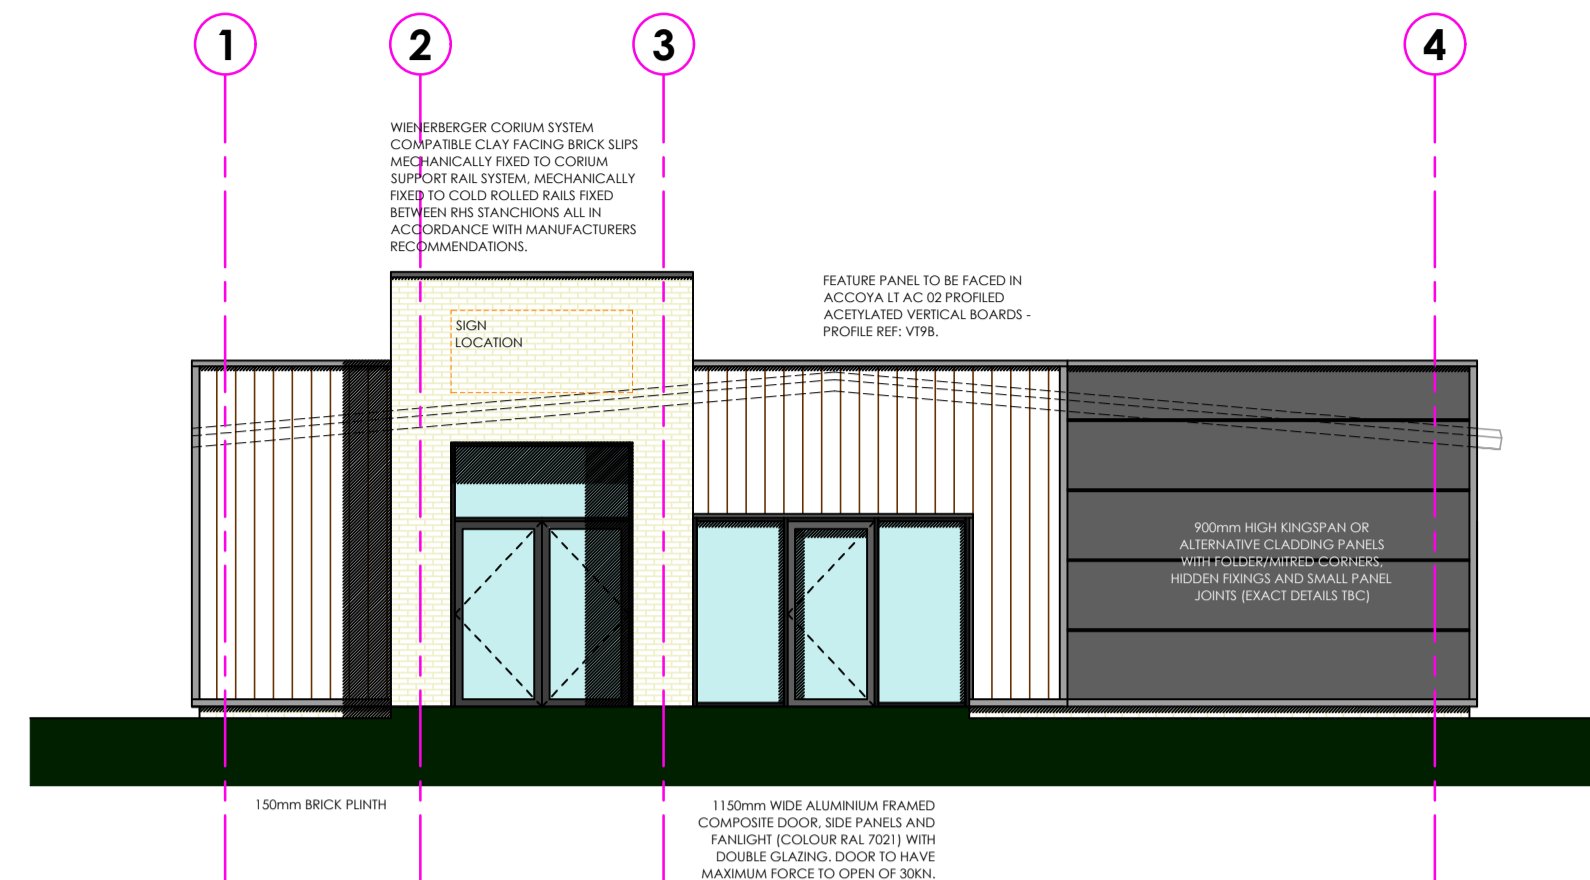 1
2
3
4
WIENERBERGER CORIUM SYSTEM
COMPATIBLE CLAY FACING BRICK SLIPS
MECHANICALLY FIXED TO CORIUM
SUPPORT RAIL SYSTEM, MECHANICALLY
FIXED TO COLD ROLLED RAILS FIXED
BETWEEN RHS STANCHIONS ALL IN
ACCORDANCE WITH MANUFACTURERS
RECOMMENDATIONS.
FEATURE PANEL TO BE FACED IN
ACCOYA LT AC 02 PROFILED
ACETYLATED VERTICAL BOARDS -
PROFILE REF: VT9B.
SIGN
LOCATION
900mm HIGH KINGSPAN OR
ALTERNATIVE CLADDING PANELS
WITH FOLDER/MITRED CORNERS,
HIDDEN FIXINGS AND SMALL PANEL
JOINTS (EXACT DETAILS TBC)
150mm BRICK PLINTH
1150mm WIDE ALUMINIUM FRAMED
COMPOSITE DOOR, SIDE PANELS AND
FANLIGHT (COLOUR RAL 7021) WITH
DOUBLE GLAZING. DOOR TO HAVE
MAXIMUM FORCE TO OPEN OF 30KN.